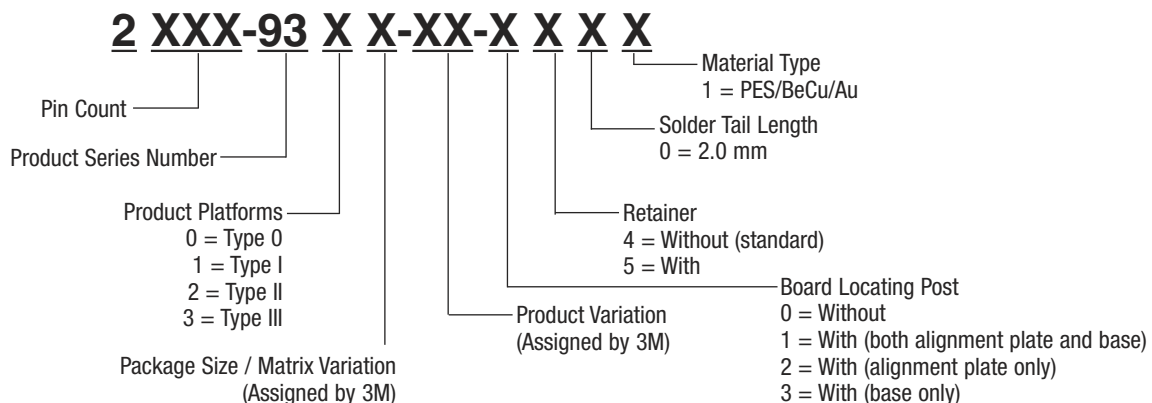 2 XXX-93 X X-XX-X X X X
Material Type
1 = PES/BeCu/Au
Pin Count
Solder Tail Length
0 = 2.0 mm
Product Series Number
Product Platforms
0 = Type 0
1 = Type I
2 = Type II
3 = Type III
Retainer
4 = Without (standard)
5 = With
Board Locating Post
0 = Without
1 = With (both alignment plate and base)
2 = With (alignment plate only)
3 = With (base only)
Product Variation
(Assigned by 3M)
Package Size / Matrix Variation
(Assigned by 3M)